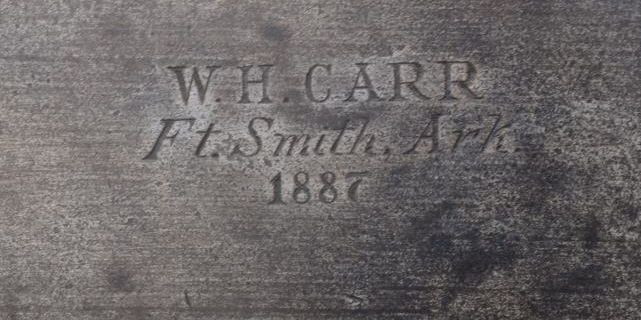 W. H. CARR
Ft. Smith, Ark.
1887